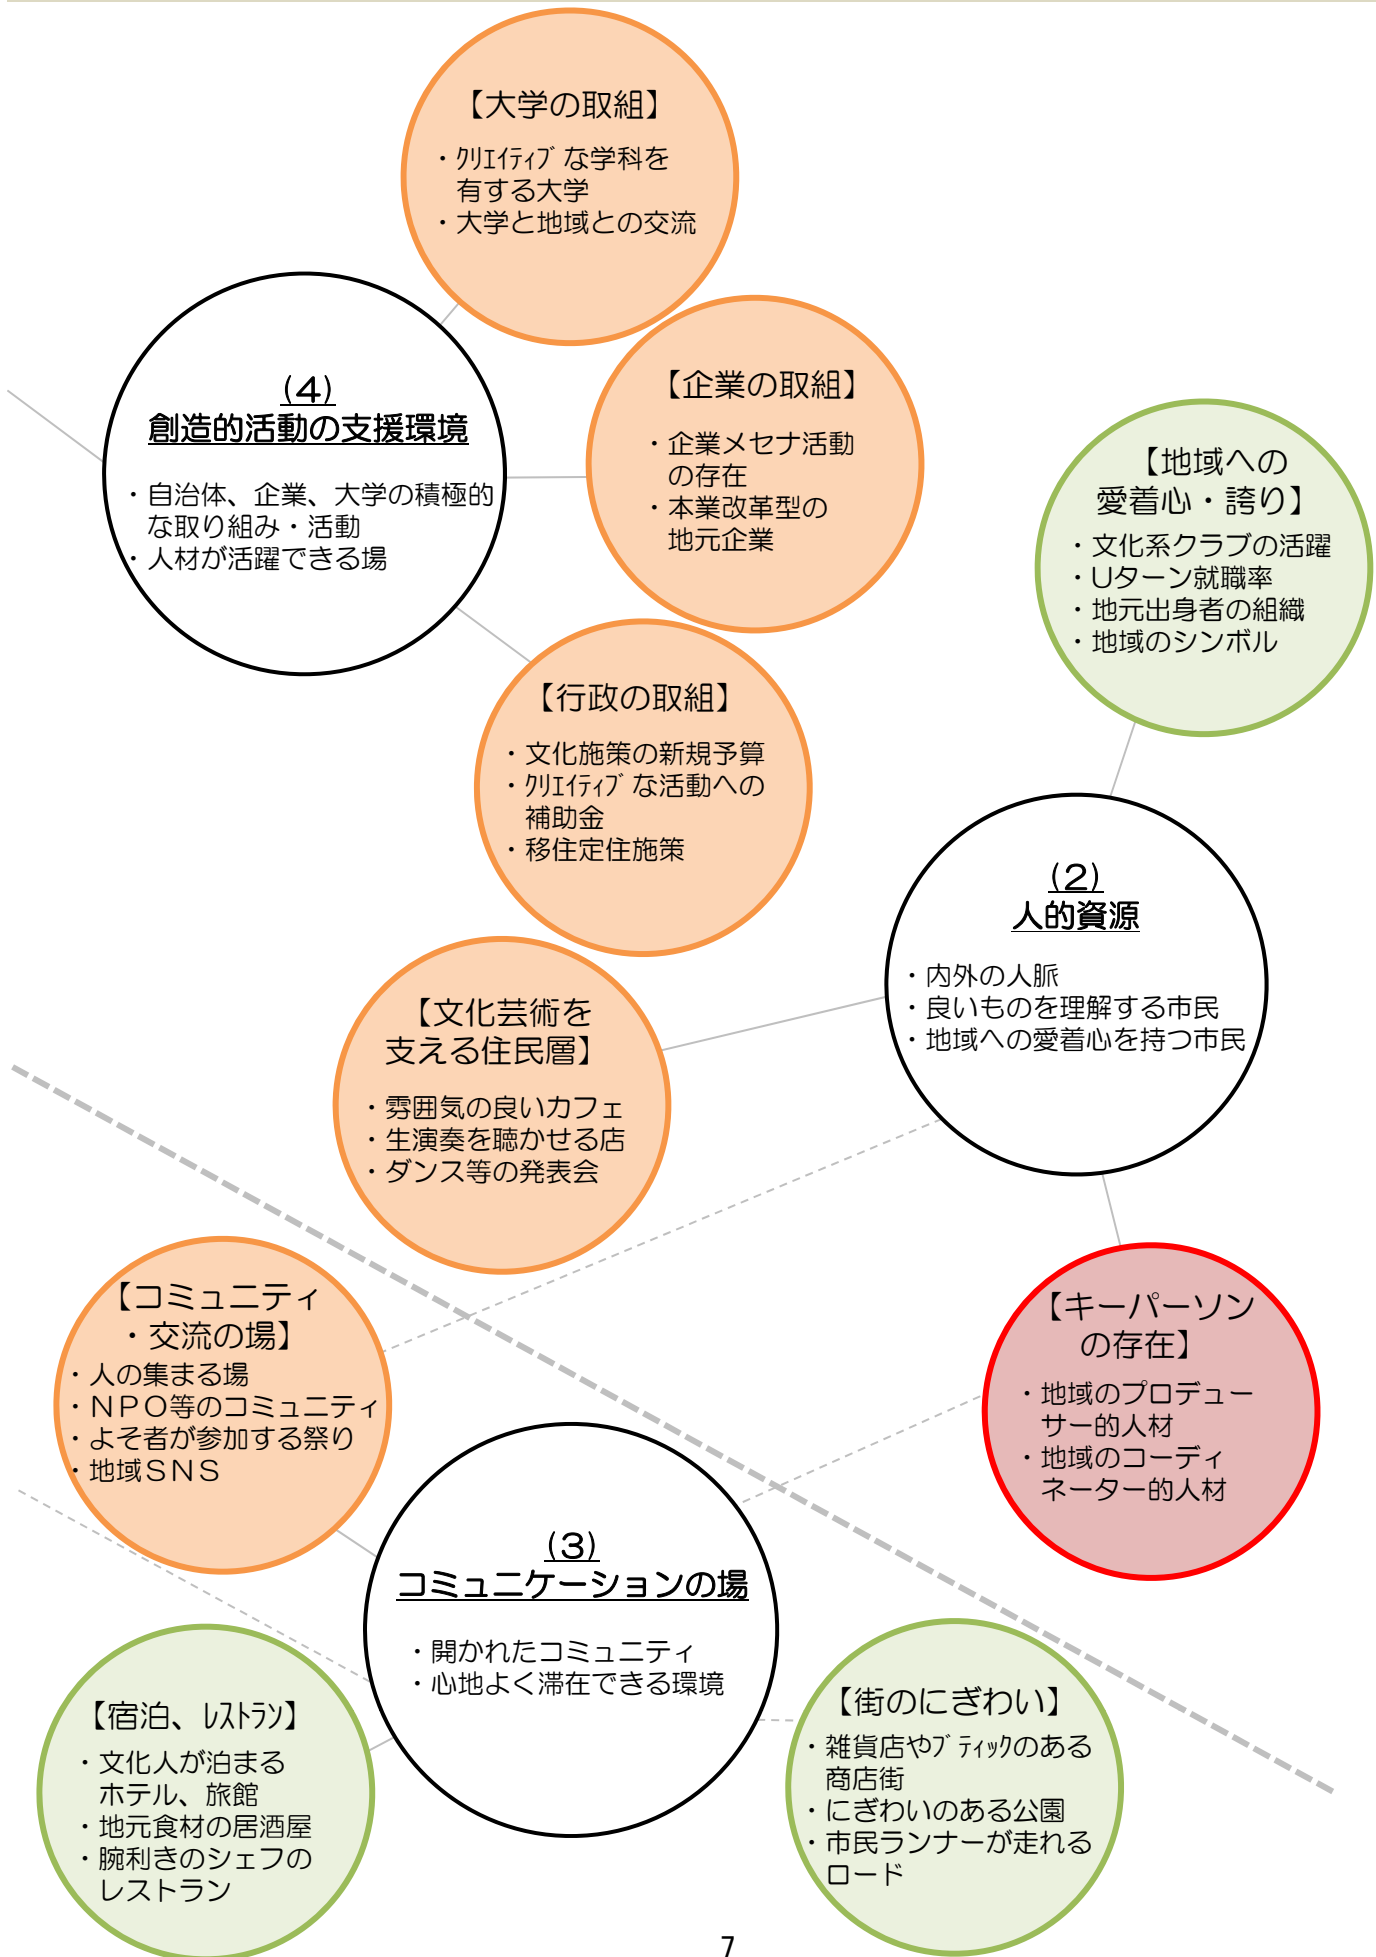 【大学の取組】
・ｸﾘｴｲﾃｨﾌﾞな学科を
有する大学
・大学と地域との交流
(4)
創造的活動の支援環境
・自治体、企業、大学の積極的
な取り組み・活動
・人材が活躍できる場
【企業の取組】
・企業メセナ活動
の存在
・本業改革型の
地元企業
【地域への
愛着心・誇り】
・文化系クラブの活躍
・Uターン就職率
・地元出身者の組織
・地域のシンボル
【行政の取組】
・文化施策の新規予算
・ｸﾘｴｲﾃｨﾌﾞな活動への
補助金
・移住定住施策
(2)
人的資源
・内外の人脈
・良いものを理解する市民
・地域への愛着心を持つ市民
【文化芸術を
支える住民層】
・雰囲気の良いカフェ
・生演奏を聴かせる店
・ダンス等の発表会
【コミュニティ
・交流の場】
・人の集まる場
・ＮＰＯ等のコミュニティ
・よそ者が参加する祭り
・地域ＳＮＳ
【キーパーソン
の存在】
・地域のプロデュー
サー的人材
・地域のコーディ
ネーター的人材
(3)
コミュニケーションの場
・開かれたコミュニティ
・心地よく滞在できる環境
【宿泊、ﾚｽﾄﾗﾝ】
・文化人が泊まる
ホテル、旅館
・地元食材の居酒屋
・腕利きのシェフの
レストラン
【街のにぎわい】
・雑貨店やﾌﾞﾃｨｯｸのある
商店街
・にぎわいのある公園
・市民ランナーが走れる
ロード
7